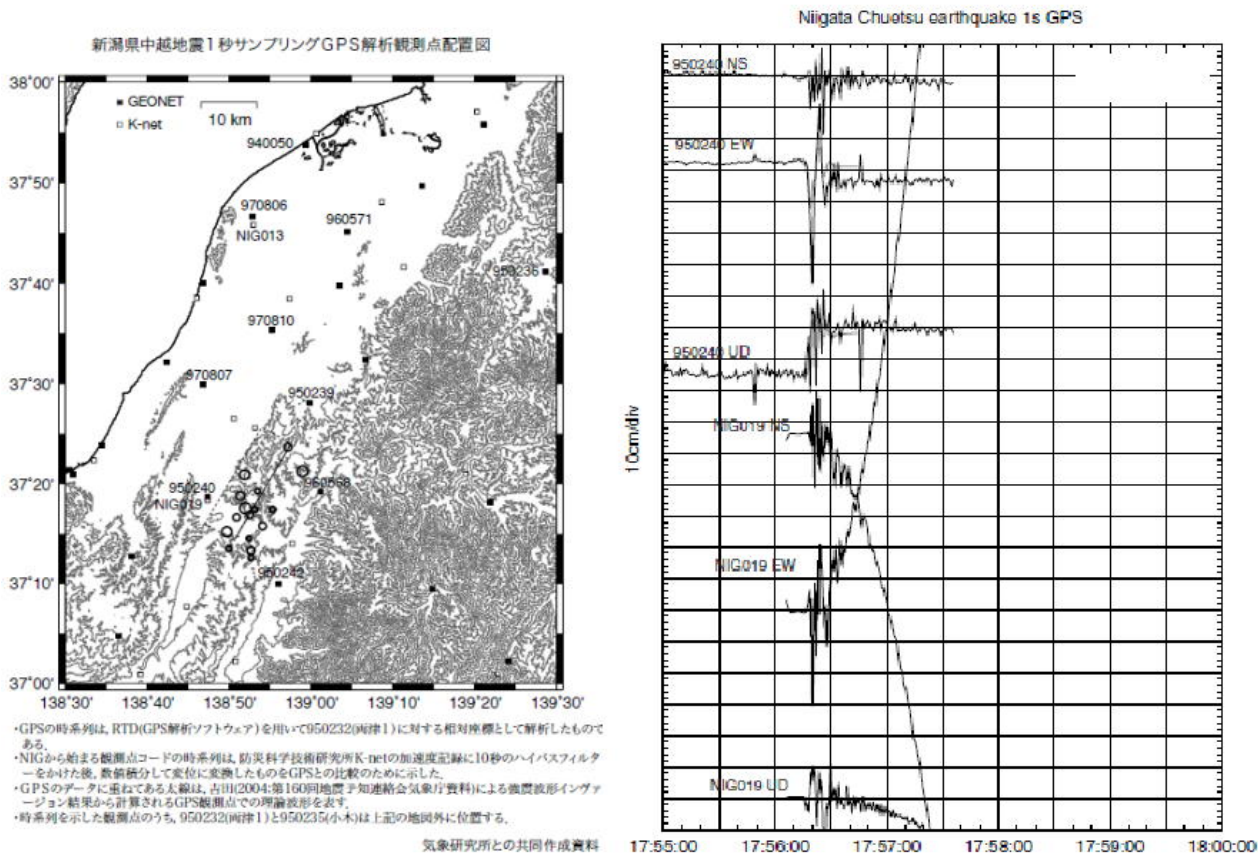 新潟県中越地震1秒サンプリングGPS解析観測点配置図
38°00'
37°50'
37°40'
37°30'
37°20'
37°10'
37°00'
138°30'
138°40'
138°50'
139°00'
139°10'
139°20'
139°30'
GEONET
K-net
10 km
940050
970806
NIG013
960571
950236
970810
970807
950239
950240
NIG019
960568
950242
・GPSの時系列は、RTD(GPS解析ソフトウェア)を用いて950232(両津1)に対する相対座標として解析したもので
ある.
・NIGから始まる観測点コードの時系列は、防災科学技術研究所K-netの加速度記録に10秒のハイパスフィルタ
ーをかけた後、数値積分して変位に変換したものをGPSとの比較のために示した.
・GPSのデータに重ねてある太線は、吉田(2004:第160回地震予知連絡会気象庁資料)による強震波形インヴァ
ージョン結果から計算されるGPS観測点での理論波形を表す.
・時系列を示した観測点のうち、950232(両津1)と950235(小木)は上記の地図外に位置する.
気象研究所との共同作成資料
Niigata Chuetsu earthquake 1s GPS
950240 NS
950240 EW
950240 UD
NIG019 NS
NIG019 EW
NIG019 UD
10cm/div
17:55:00
17:56:00
17:57:00
17:58:00
17:59:00
18:00:00